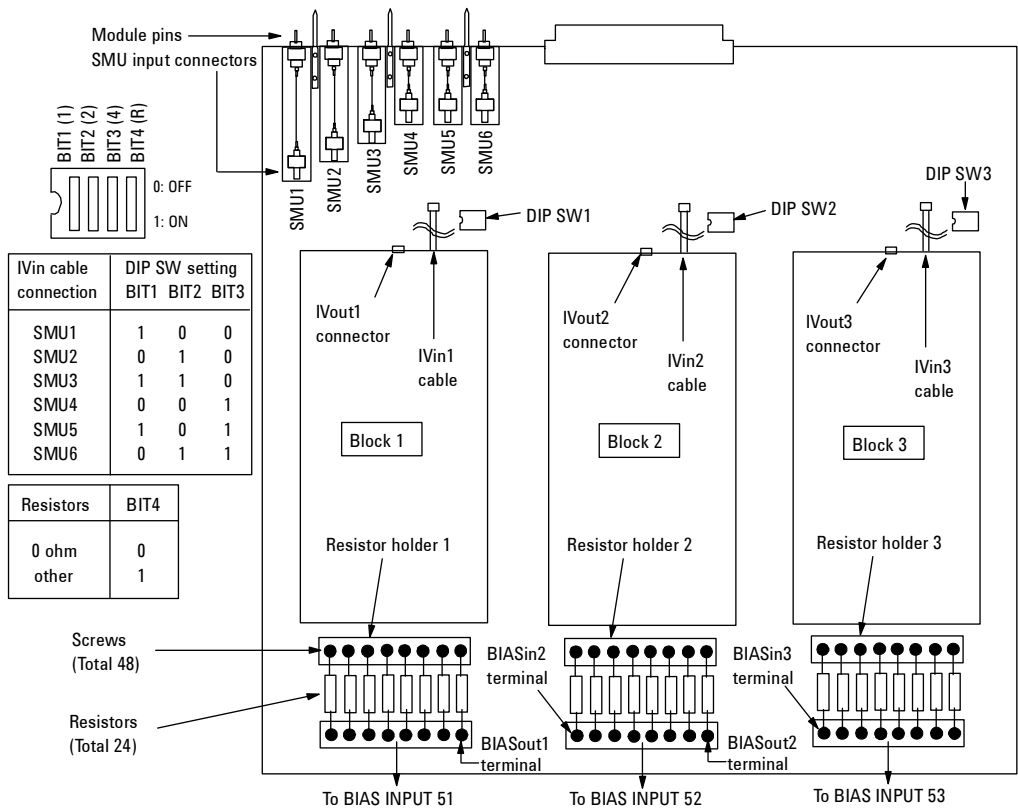 Module pins
SMU input connectors
BIT1 (1)
BIT2 (2)
BIT3 (4)
BIT4 (R)
0: OFF
1: ON
SMU1
SMU2
SMU3
SMU4
SMU5
SMU6
DIP SW1
DIP SW2
DIP SW3
IVin cable connection | DIP SW setting
BIT1 BIT2 BIT3
SMU1 1 0 0
SMU2 0 1 0
SMU3 1 1 0
SMU4 0 0 1
SMU5 1 0 1
SMU6 0 1 1
Resistors BIT4
0 ohm 0
other 1
IVout1
connector
IVin1
cable
Block 1
Resistor holder 1
IVout2
connector
IVin2
cable
Block 2
Resistor holder 2
IVout3
connector
IVin3
cable
Block 3
Resistor holder 3
Screws
(Total 48)
Resistors
(Total 24)
BIASin2
terminal
BIASin3
terminal
BIASout1
terminal
BIASout2
terminal
To BIAS INPUT 51
To BIAS INPUT 52
To BIAS INPUT 53